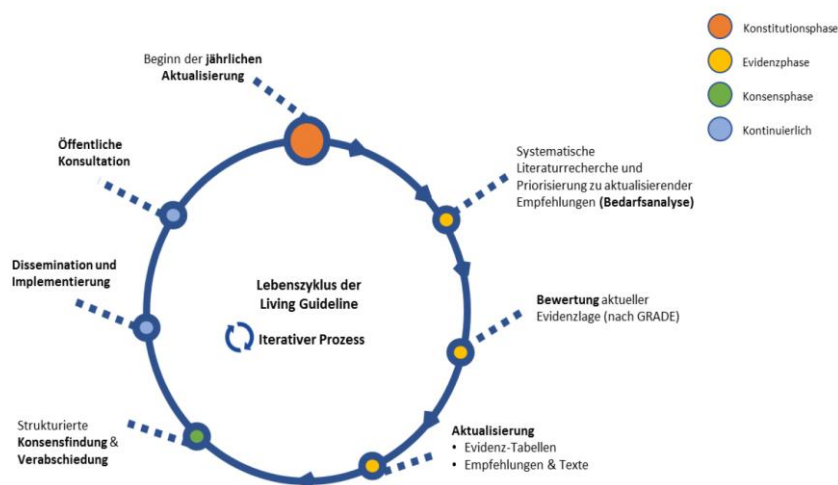 Beginn der jährlichen
Aktualisierung
Konstitutionsphase
Evidenzphase
Konsensphase
Kontinuierlich
Öffentliche
Konsultation
Systematische
Literaturrecherche und
Priorisierung zu aktualisierender
Empfehlungen (Bedarfsanalyse)
Dissemination und
Implementierung
Lebenszyklus der
Living Guideline
Iterativer Prozess
Bewertung aktueller
Evidenzlage (nach GRADE)
Strukturierte
Konsensfindung &
Verabschiedung
Aktualisierung
• Evidenz-Tabellen
• Empfehlungen & Texte